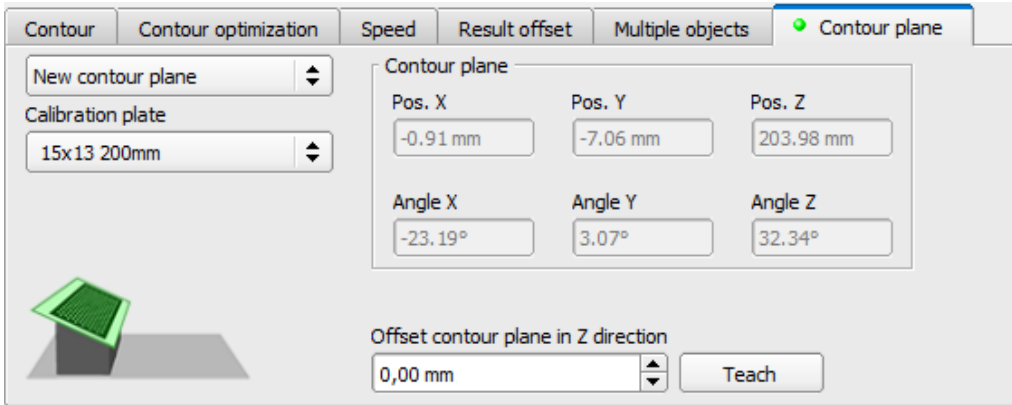 Contour Contour optimization Speed Result offset Multiple objects Contour plane
New contour plane
Calibration plate
15x13 200mm
Contour plane
Pos. X Pos. Y Pos. Z
-0.91 mm -7.06 mm 203.98 mm
Angle X Angle Y Angle Z
-23.19° 3.07° 32.34°
Offset contour plane in Z direction
0,00 mm Teach